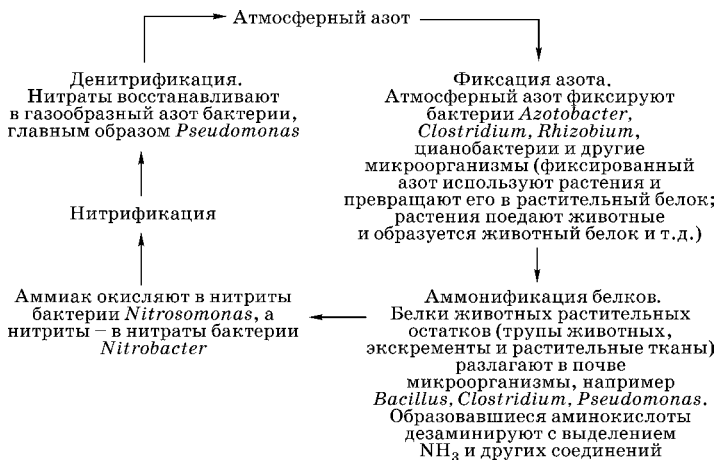 Атмосферный азот
Денитрификация.
Нитраты восстанавливают
в газообразный азот бактерии,
главным образом Pseudomonas
Фиксация азота.
Атмосферный азот фиксируют
бактерии Azotobacter,
Clostridium, Rhizobium,
цианобактерии и другие
микроорганизмы (фиксированный
азот используют растения и
превращают его в растительный белок;
растения поедают животные
и образуется животный белок и т.д.)
Нитрификация
Аммиак окисляют в нитриты
бактерии Nitrosomonas, а
нитриты – в нитраты бактерии
Nitrobacter
Аммонификация белков.
Белки животных растительных
остатков (трупы животных,
экскременты и растительные ткани)
разлагают в почве
микроорганизмы, например
Bacillus, Clostridium, Pseudomonas.
Образовавшиеся аминокислоты
дезаминируют с выделением
NH₃ и других соединений